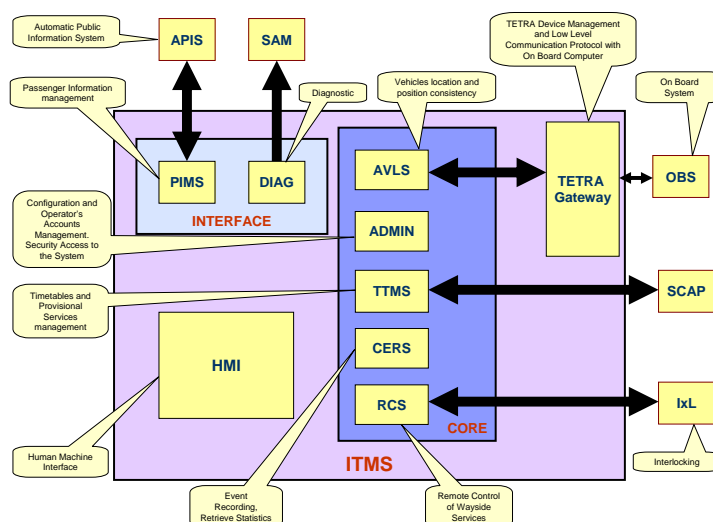 Automatic Public
Information System
APIS
SAM
TETRA Device Management
and Low Level
Communication Protocol with
On Board Computer
Passenger Information
management
Diagnostic
Vehicles location and
position consistency
On Board
System
PIMS
DIAG
INTERFACE
AVLS
TETRA
Gateway
OBS
Configuration and
Operator's
Accounts
Management.
Security Access to
the System
ADMIN
Timetables and
Provisional
Services
management
TTMS
SCAP
HMI
CERS
RCS
CORE
IxL
Human Machine
Interface
ITMS
Interlocking
Event
Recording,
Retrieve Statistics
Remote Control
of Wayside
Services